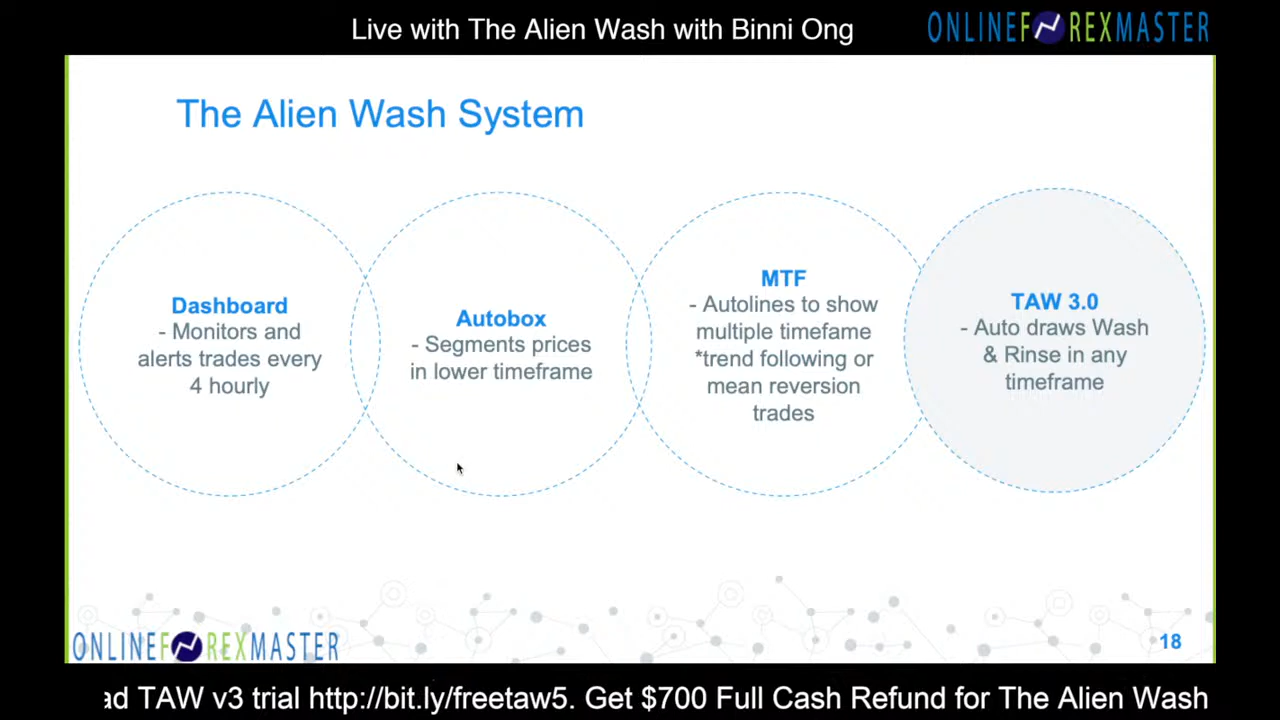 Live with The Alien Wash with Binni Ong
ONLINEFOREXMASTER
The Alien Wash System
Dashboard
- Monitors and
alerts trades every
4 hourly
Autobox
- Segments prices
in lower timeframe
MTF
- Autolines to show
multiple timefame
*trend following or
mean reversion
trades
TAW 3.0
- Auto draws Wash
& Rinse in any
timeframe
ONLINEFOREXMASTER
18
ad TAW v3 trial http://bit.ly/freetaw5. Get $700 Full Cash Refund for The Alien Wash